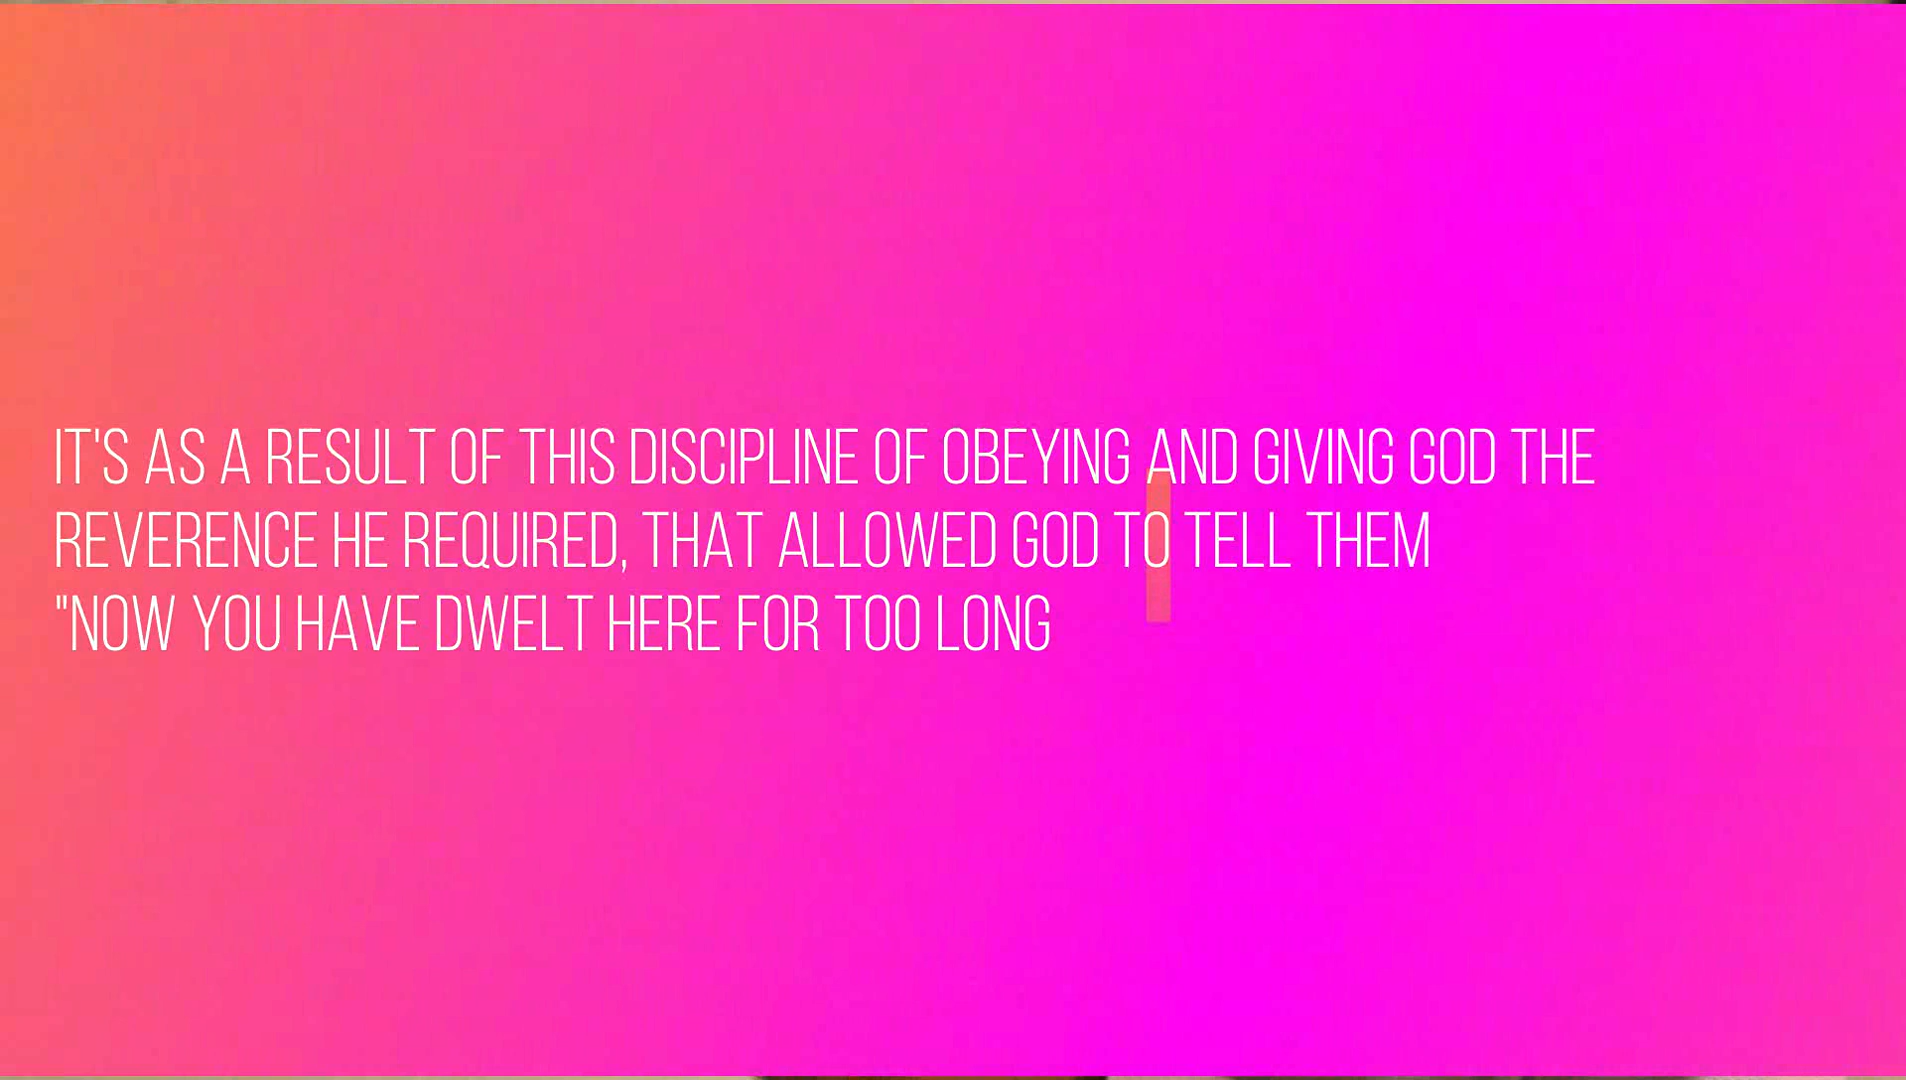 IT'S AS A RESULT OF THIS DISCIPLINE OF OBEYING AND GIVING GOD THE
REVERENCE HE REQUIRED, THAT ALLOWED GOD TO TELL THEM
"NOW YOU HAVE DWELT HERE FOR TOO LONG